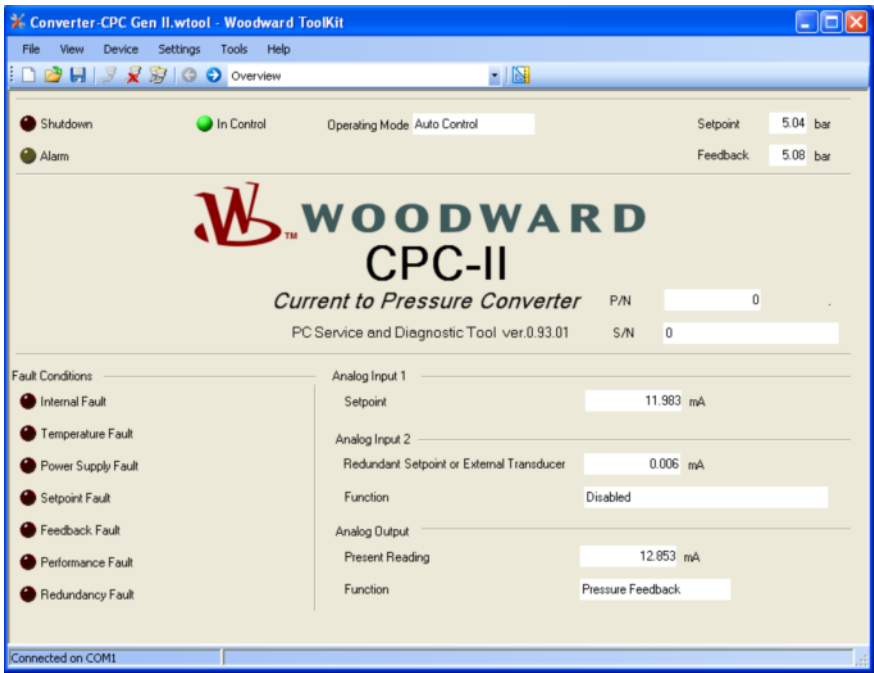 Converter-CPC Gen II.wtool - Woodward ToolKit
File View Device Settings Tools Help
Overview
Shutdown In Control Operating Mode Auto Control Setpoint 5.04 bar
Alarm Feedback 5.08 bar
W TM WOODWARD
CPC-II
Current to Pressure Converter P/N 0 .
PC Service and Diagnostic Tool ver.0.93.01 S/N 0
Fault Conditions Analog Input 1
Internal Fault Setpoint 11.983 mA
Temperature Fault Analog Input 2
Power Supply Fault Redundant Setpoint or External Transducer 0.006 mA
Setpoint Fault Function Disabled
Feedback Fault Analog Output
Performance Fault Present Reading 12.853 mA
Redundancy Fault Function Pressure Feedback
Connected on COM1